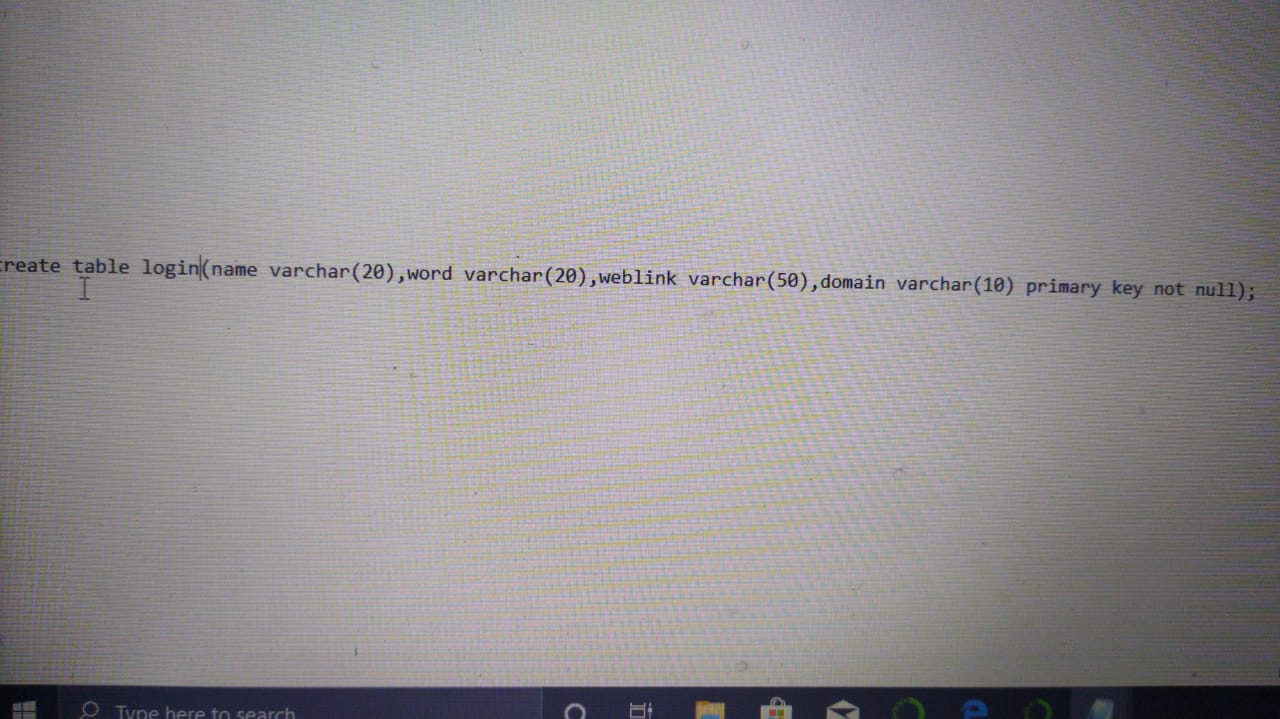 create table login(name varchar(20),word varchar(20),weblink varchar(50),domain varchar(10) primary key not null);
Type here to search